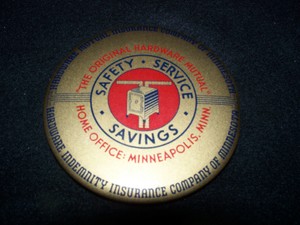 "THE ORIGINAL HARDWARE MUTUAL"
SAFETY · SERVICE
· SAVINGS ·
HOME OFFICE: MINNEAPOLIS, MINN.
HARDWARE INDEMNITY INSURANCE COMPANY OF MINNESOTA